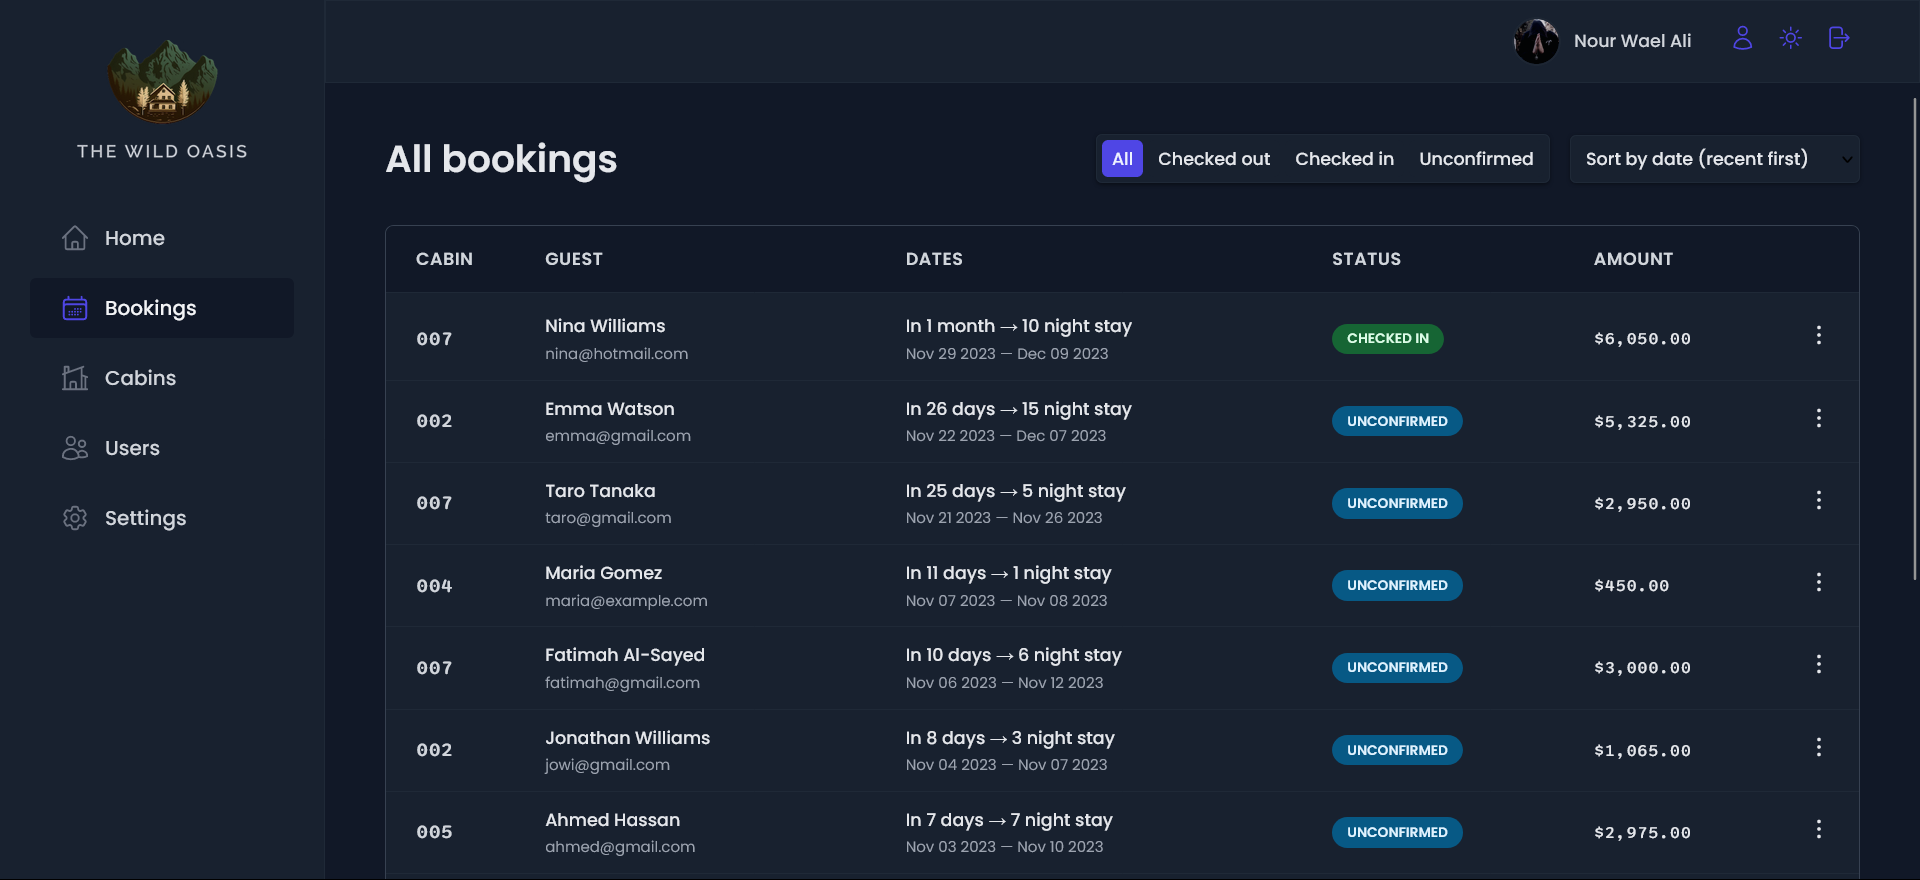 THE WILD OASIS
Home
Bookings
Cabins
Users
Settings
Nour Wael Ali
All bookings
All Checked out Checked in Unconfirmed Sort by date (recent first)
CABIN GUEST DATES STATUS AMOUNT
007 Nina Williams In 1 month → 10 night stay CHECKED IN $6,050.00
nina@hotmail.com Nov 29 2023 — Dec 09 2023
002 Emma Watson In 26 days → 15 night stay UNCONFIRMED $5,325.00
emma@gmail.com Nov 22 2023 — Dec 07 2023
007 Taro Tanaka In 25 days → 5 night stay UNCONFIRMED $2,950.00
taro@gmail.com Nov 21 2023 — Nov 26 2023
004 Maria Gomez In 11 days → 1 night stay UNCONFIRMED $450.00
maria@example.com Nov 07 2023 — Nov 08 2023
007 Fatimah Al-Sayed In 10 days → 6 night stay UNCONFIRMED $3,000.00
fatimah@gmail.com Nov 06 2023 — Nov 12 2023
002 Jonathan Williams In 8 days → 3 night stay UNCONFIRMED $1,065.00
jowi@gmail.com Nov 04 2023 — Nov 07 2023
005 Ahmed Hassan In 7 days → 7 night stay UNCONFIRMED $2,975.00
ahmed@gmail.com Nov 03 2023 — Nov 10 2023